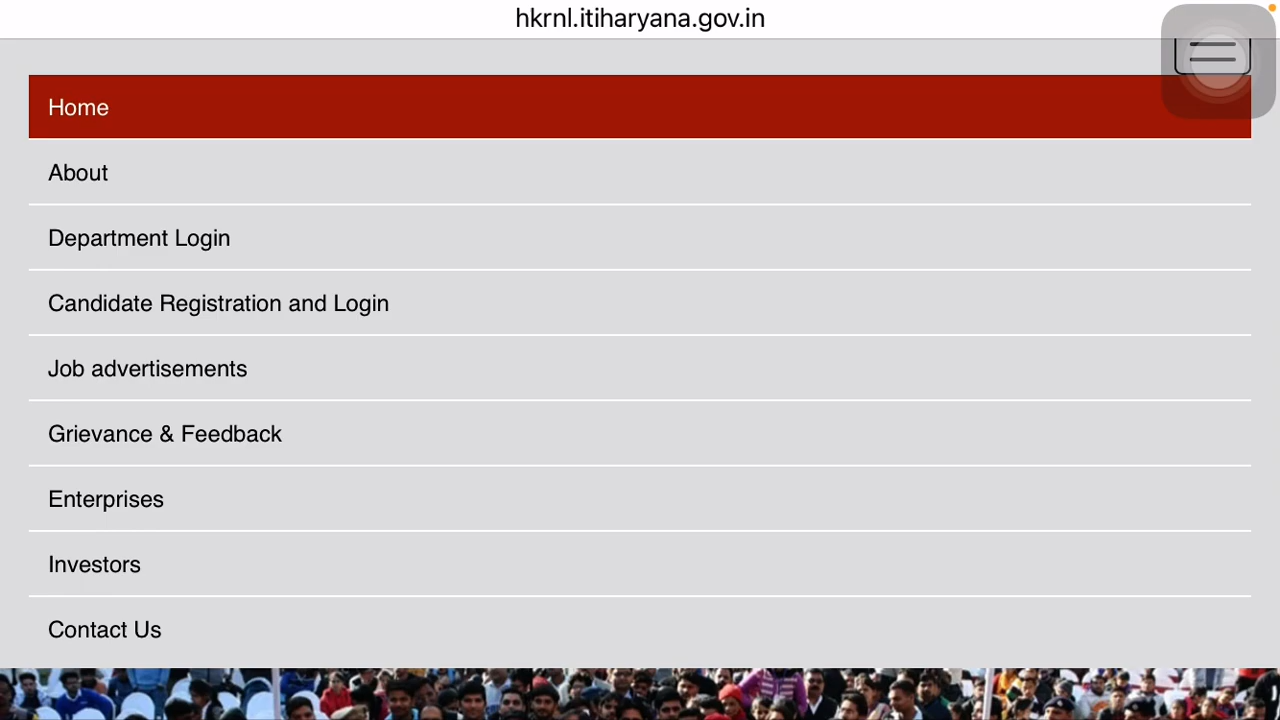 hkrnl.itiharyana.gov.in
Home
About
Department Login
Candidate Registration and Login
Job advertisements
Grievance & Feedback
Enterprises
Investors
Contact Us